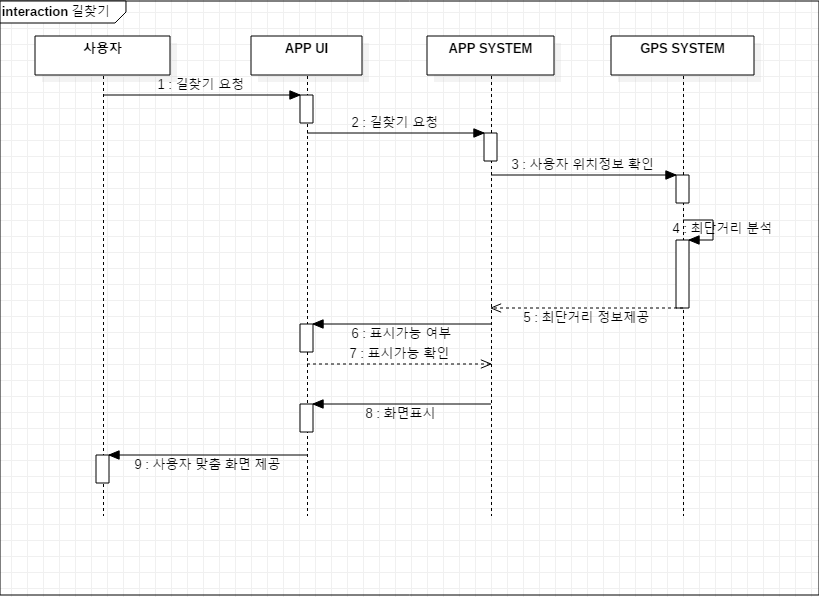 interaction 길찾기
사용자
APP UI
APP SYSTEM
GPS SYSTEM
1 : 길찾기 요청
2 : 길찾기 요청
3 : 사용자 위치정보 확인
4 : 최단거리 분석
5 : 최단거리 정보제공
6 : 표시가능 여부
7 : 표시가능 확인
8 : 화면표시
9 : 사용자 맞춤 화면 제공